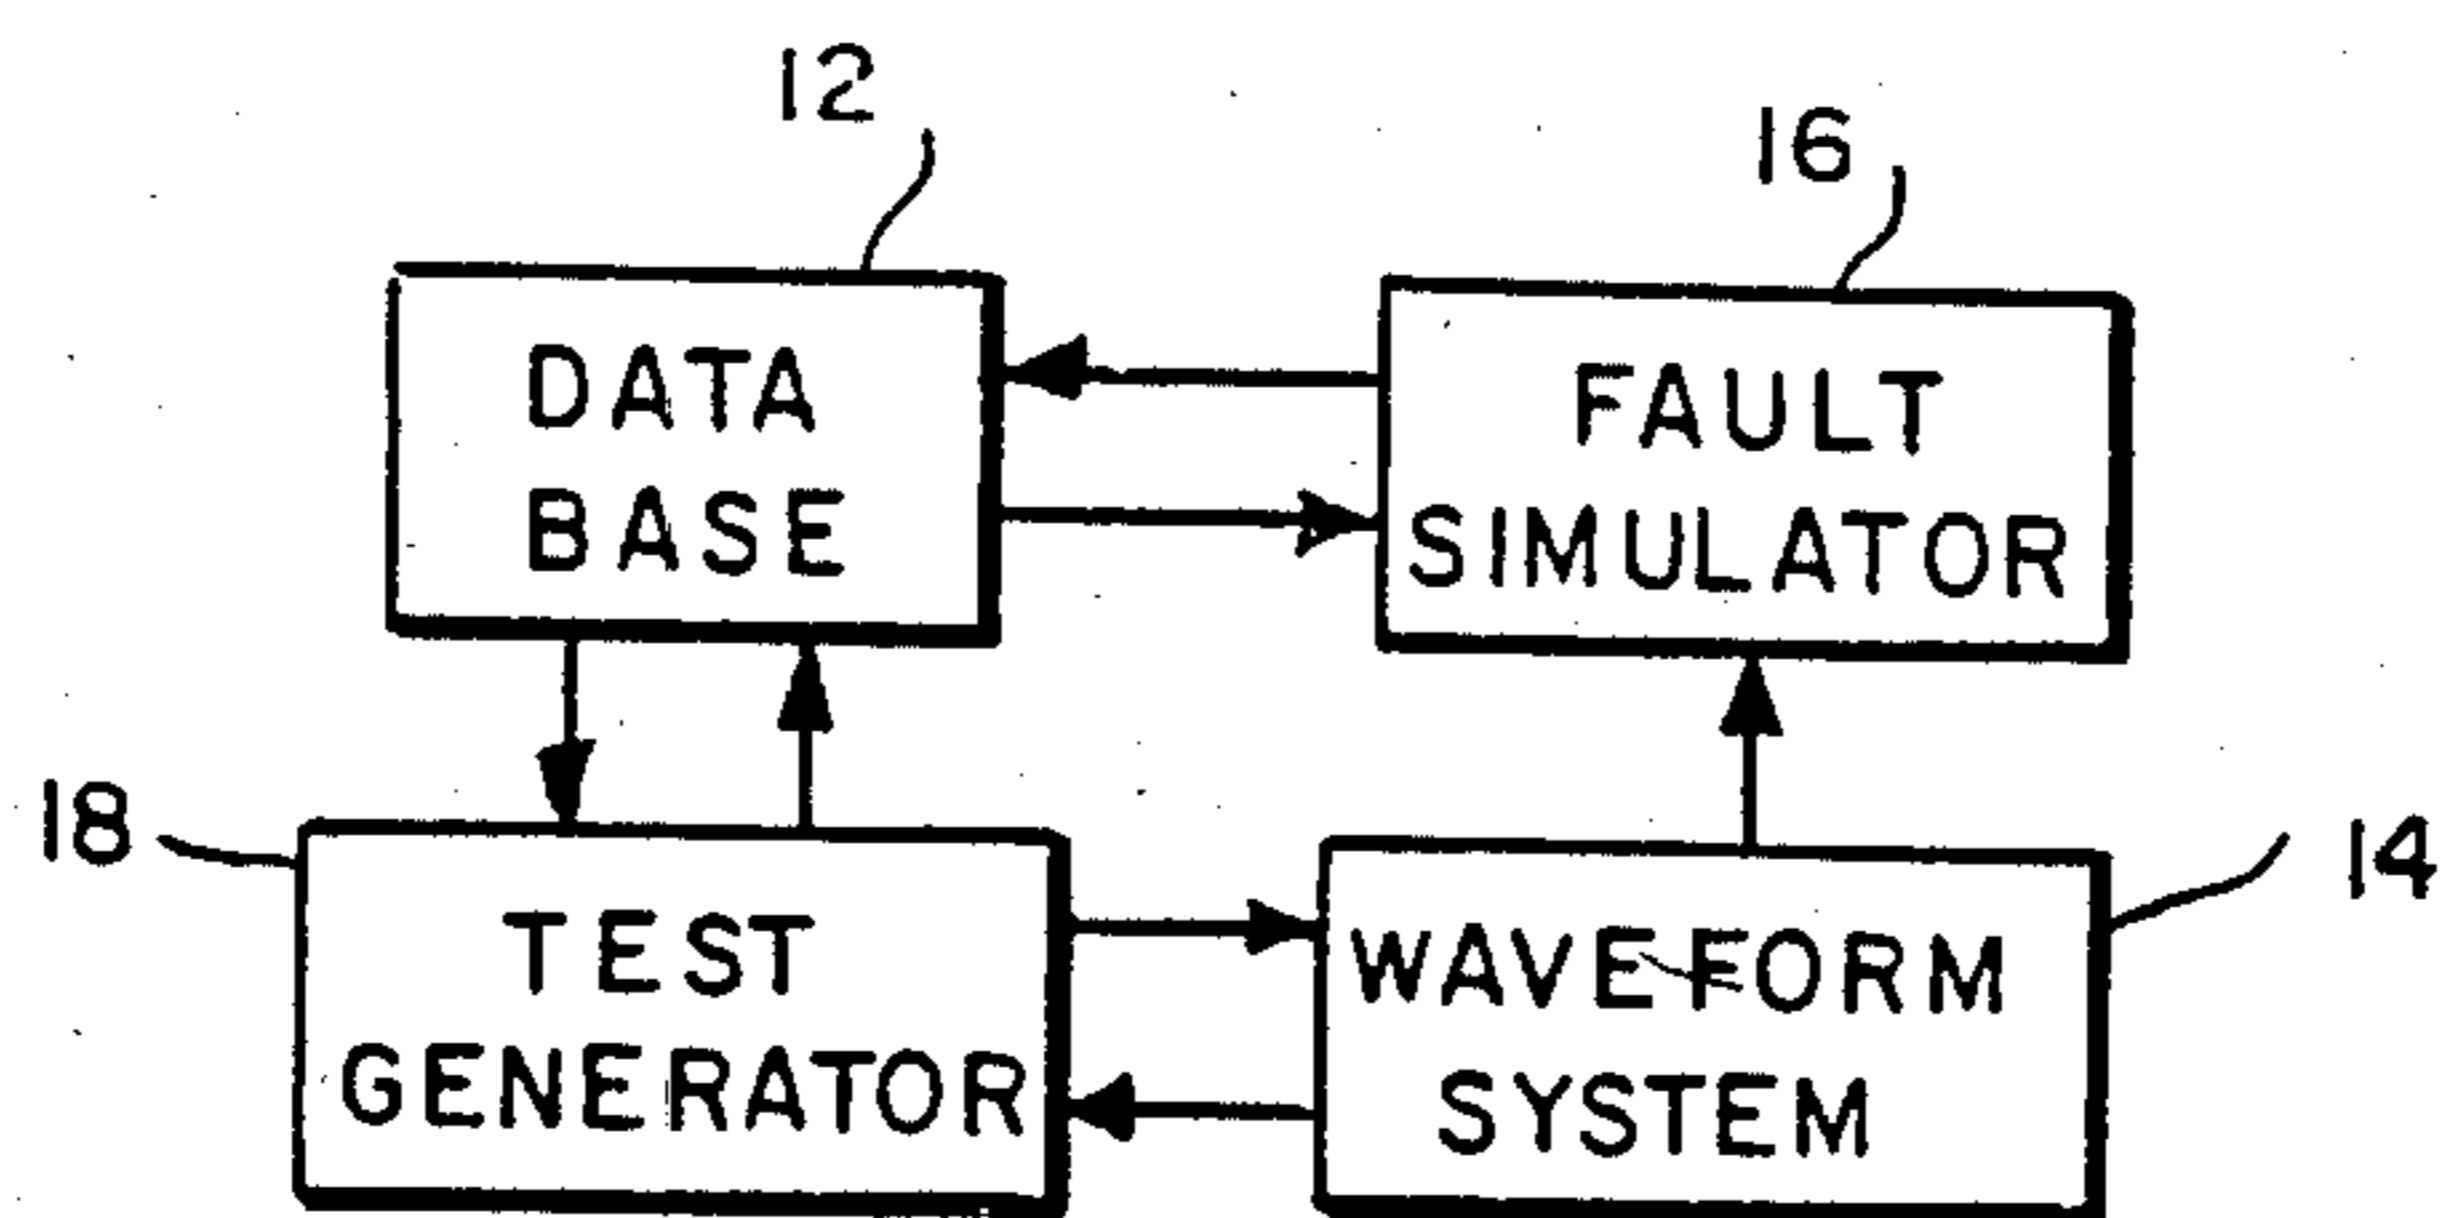 12
16
DATA
BASE
FAULT
SIMULATOR
18
14
TEST
GENERATOR
WAVEFORM
SYSTEM